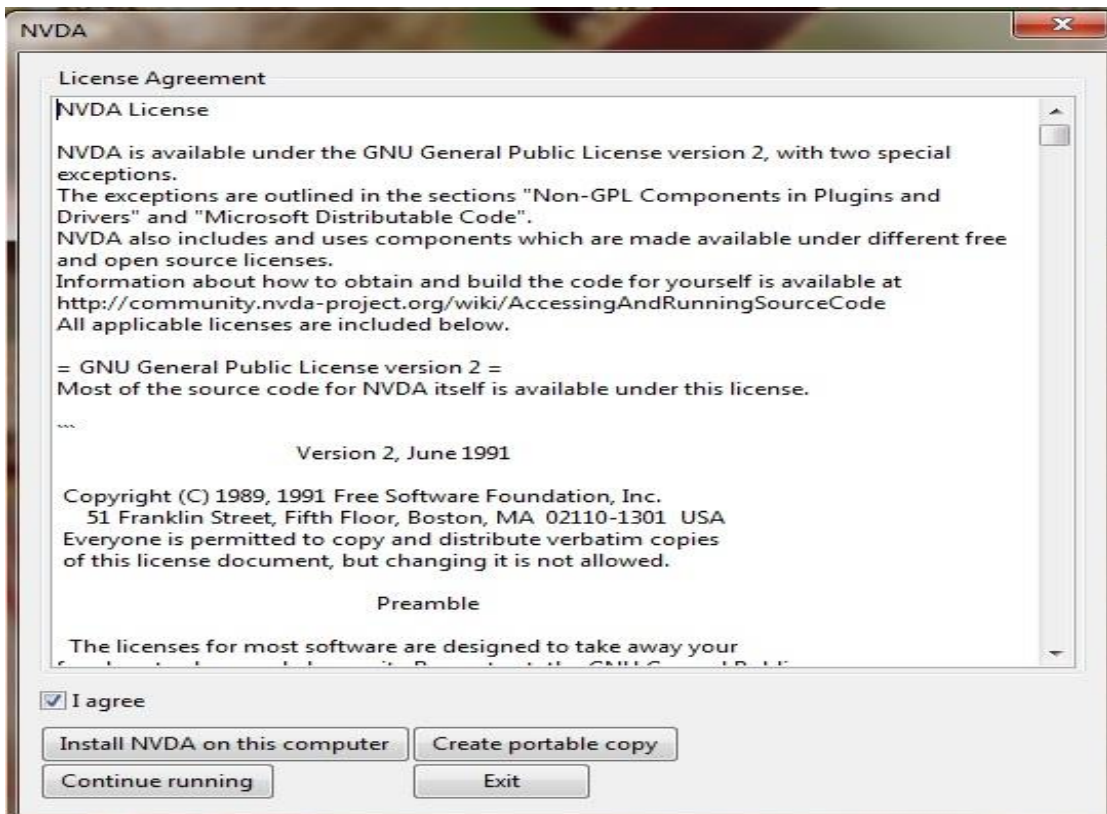 NVDA
License Agreement
NVDA License
NVDA is available under the GNU General Public License version 2, with two special
exceptions.
The exceptions are outlined in the sections "Non-GPL Components in Plugins and
Drivers" and "Microsoft Distributable Code".
NVDA also includes and uses components which are made available under different free
and open source licenses.
Information about how to obtain and build the code for yourself is available at
http://community.nvda-project.org/wiki/AccessingAndRunningSourceCode
All applicable licenses are included below.
= GNU General Public License version 2 =
Most of the source code for NVDA itself is available under this license.
```
Version 2, June 1991
Copyright (C) 1989, 1991 Free Software Foundation, Inc.
51 Franklin Street, Fifth Floor, Boston, MA  02110-1301  USA
Everyone is permitted to copy and distribute verbatim copies
of this license document, but changing it is not allowed.
Preamble
The licenses for most software are designed to take away your
I agree
Install NVDA on this computer
Create portable copy
Continue running
Exit